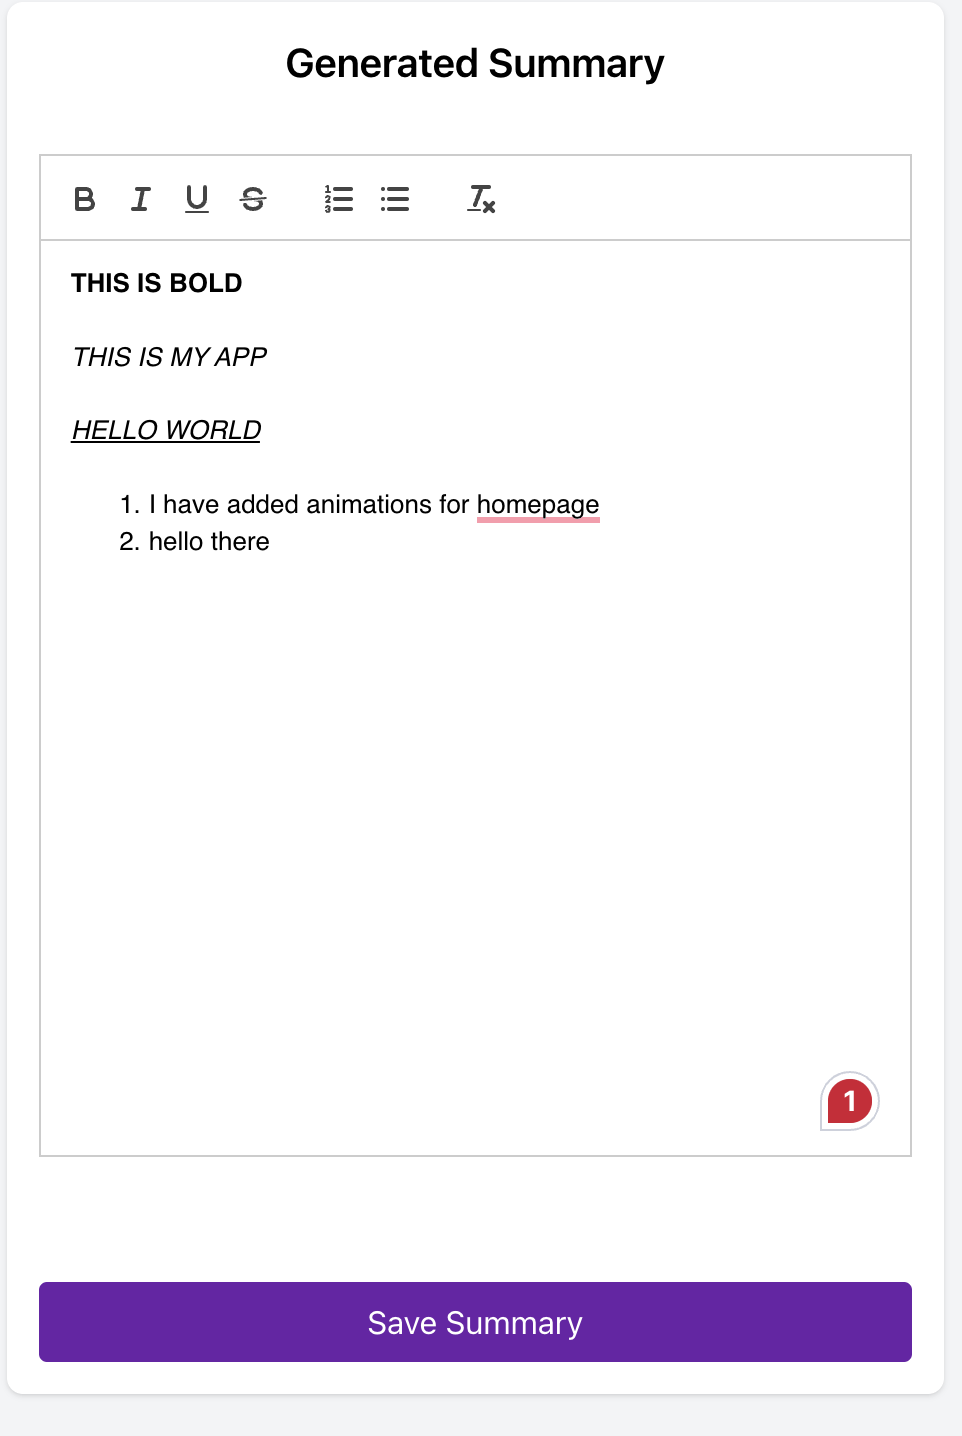 Generated Summary
B I U S
THIS IS BOLD
THIS IS MY APP
HELLO WORLD
1. I have added animations for homepage
2. hello there
1
Save Summary